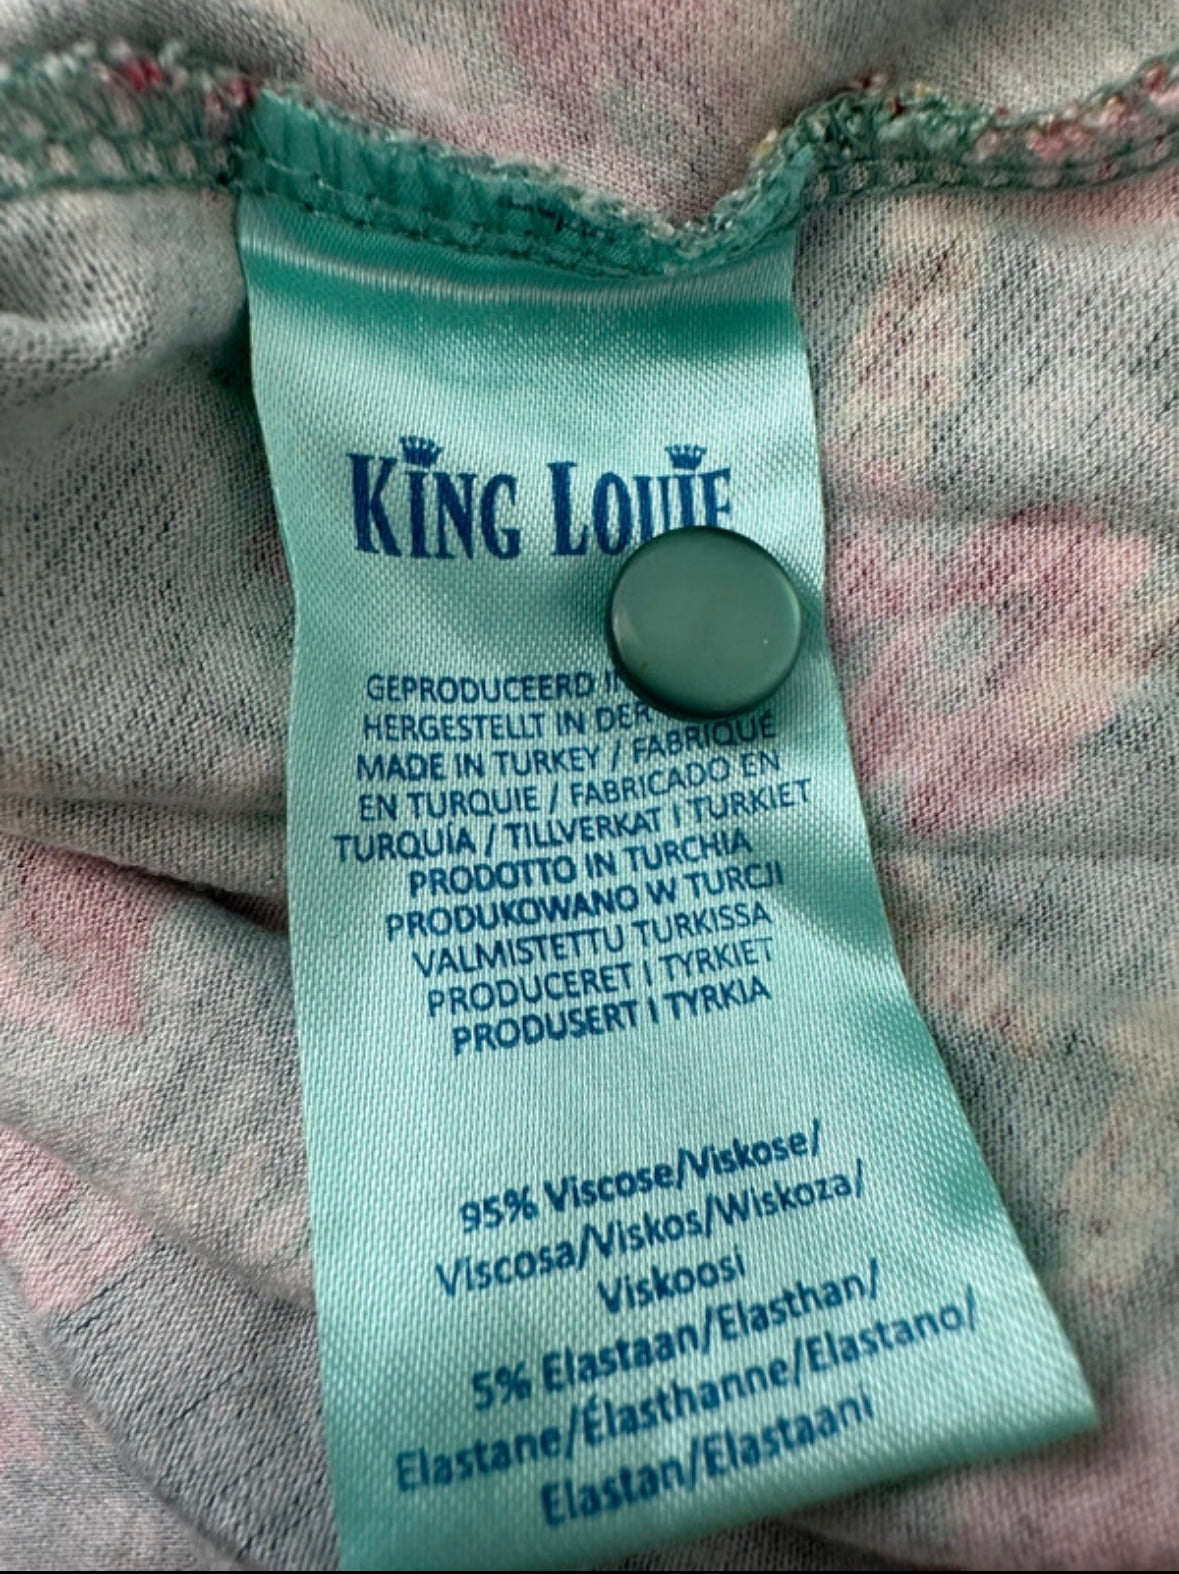 KING LOUIE
GEPRODUCEERD
HERGESTELLT IN DER
MADE IN TURKEY / FABRIQUÉ
EN TURQUIE / FABRICADO EN
TURQUÍA / TILLVERKAT I TURKIET
PRODOTTO IN TURCHIA
PRODUKOWANO W TURCJI
VALMISTETTU TURKISSA
PRODUCERET I TYRKIET
PRODUSERT I TYRKIA
95% Viscose/Viskose/
Viscosa/Viskos/Wiskoza/
Viskoosi
5% Elastaan/Elasthan/
Elastane/Élasthanne/Elastano/
Elastan/Elastaani